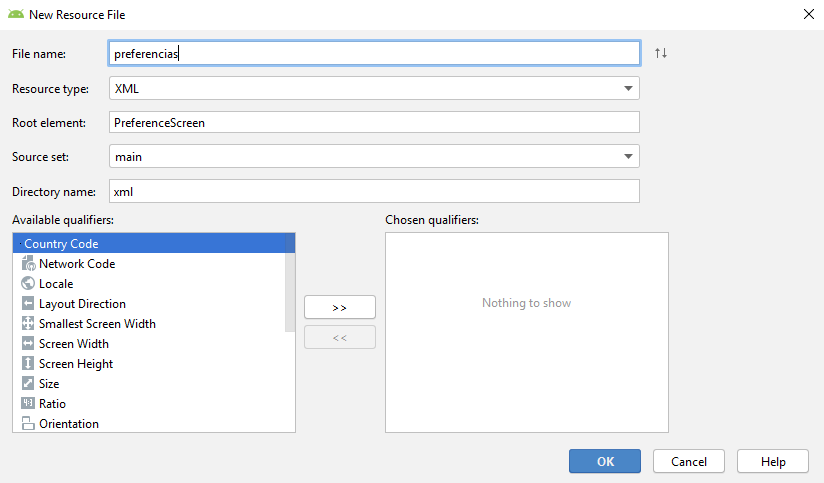 New Resource File
File name: preferencias
Resource type: XML
Root element: PreferenceScreen
Source set: main
Directory name: xml
Available qualifiers: Chosen qualifiers:
Country Code
Network Code
Locale
Layout Direction
Smallest Screen Width
Screen Width
Screen Height
Size
Ratio
Orientation
>>
<<
Nothing to show
OK Cancel Help